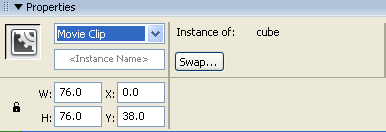 Properties
Movie Clip
Instance of: cube
<Instance Name>
Swap...
W: 76.0 X: 0.0
H: 76.0 Y: 38.0